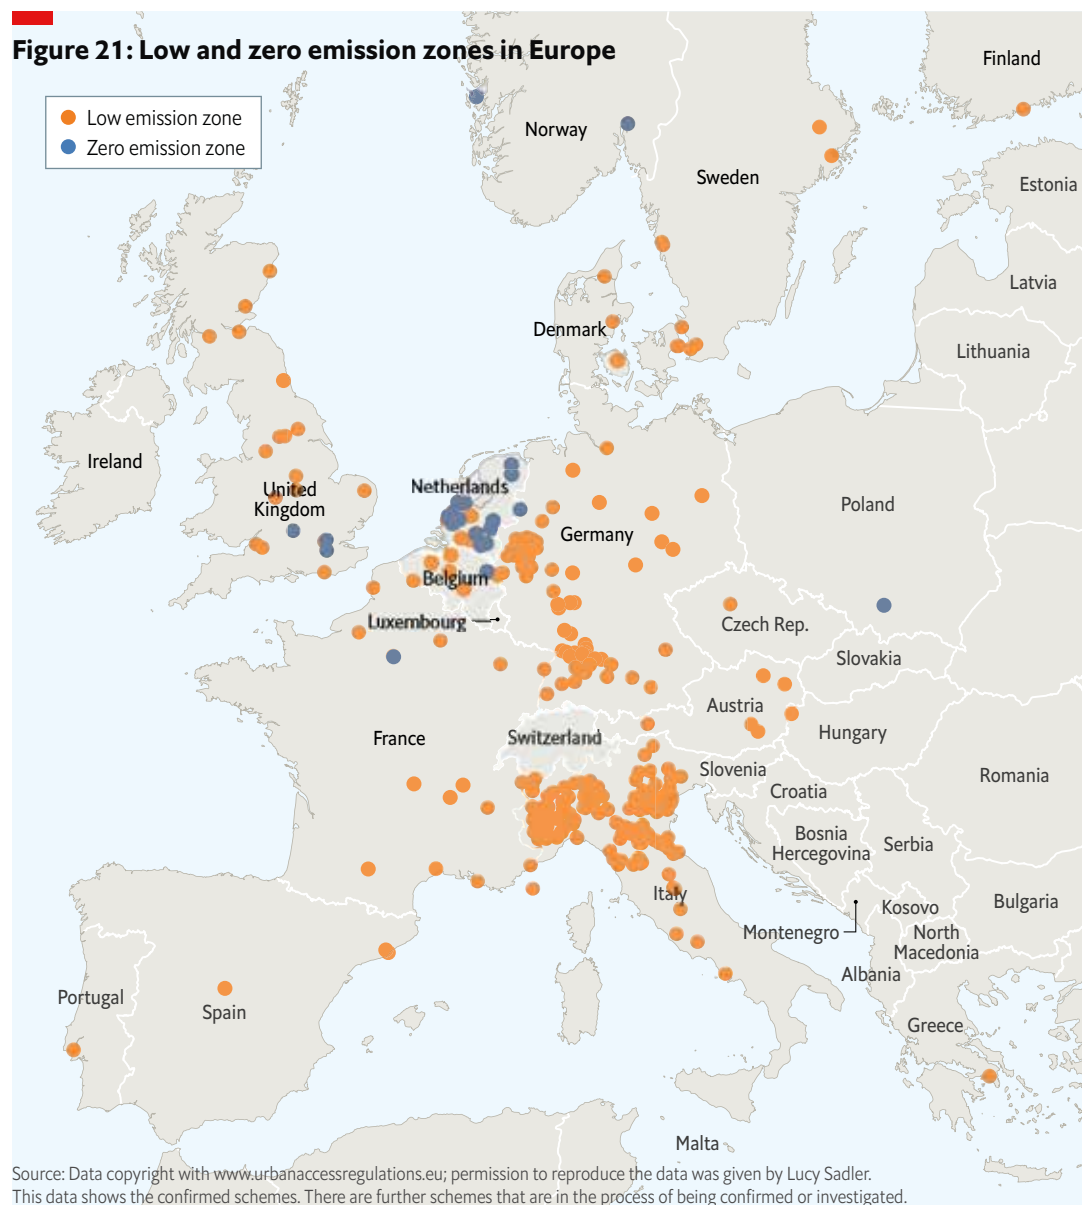 Figure 21: Low and zero emission zones in Europe
Low emission zone
Zero emission zone
Finland
Norway
Sweden
Estonia
Latvia
Denmark
Lithuania
Ireland
United
Kingdom
Netherlands
Poland
Germany
Belgium
Luxembourg
Czech Rep.
Slovakia
Austria
France
Switzerland
Hungary
Slovenia
Romania
Croatia
Bosnia
Hercegovina
Serbia
Italy
Kosovo
Bulgaria
Montenegro
North
Macedonia
Albania
Portugal
Spain
Greece
Malta
Source: Data copyright with www.urbanaccessregulations.eu; permission to reproduce the data was given by Lucy Sadler.
This data shows the confirmed schemes. There are further schemes that are in the process of being confirmed or investigated.